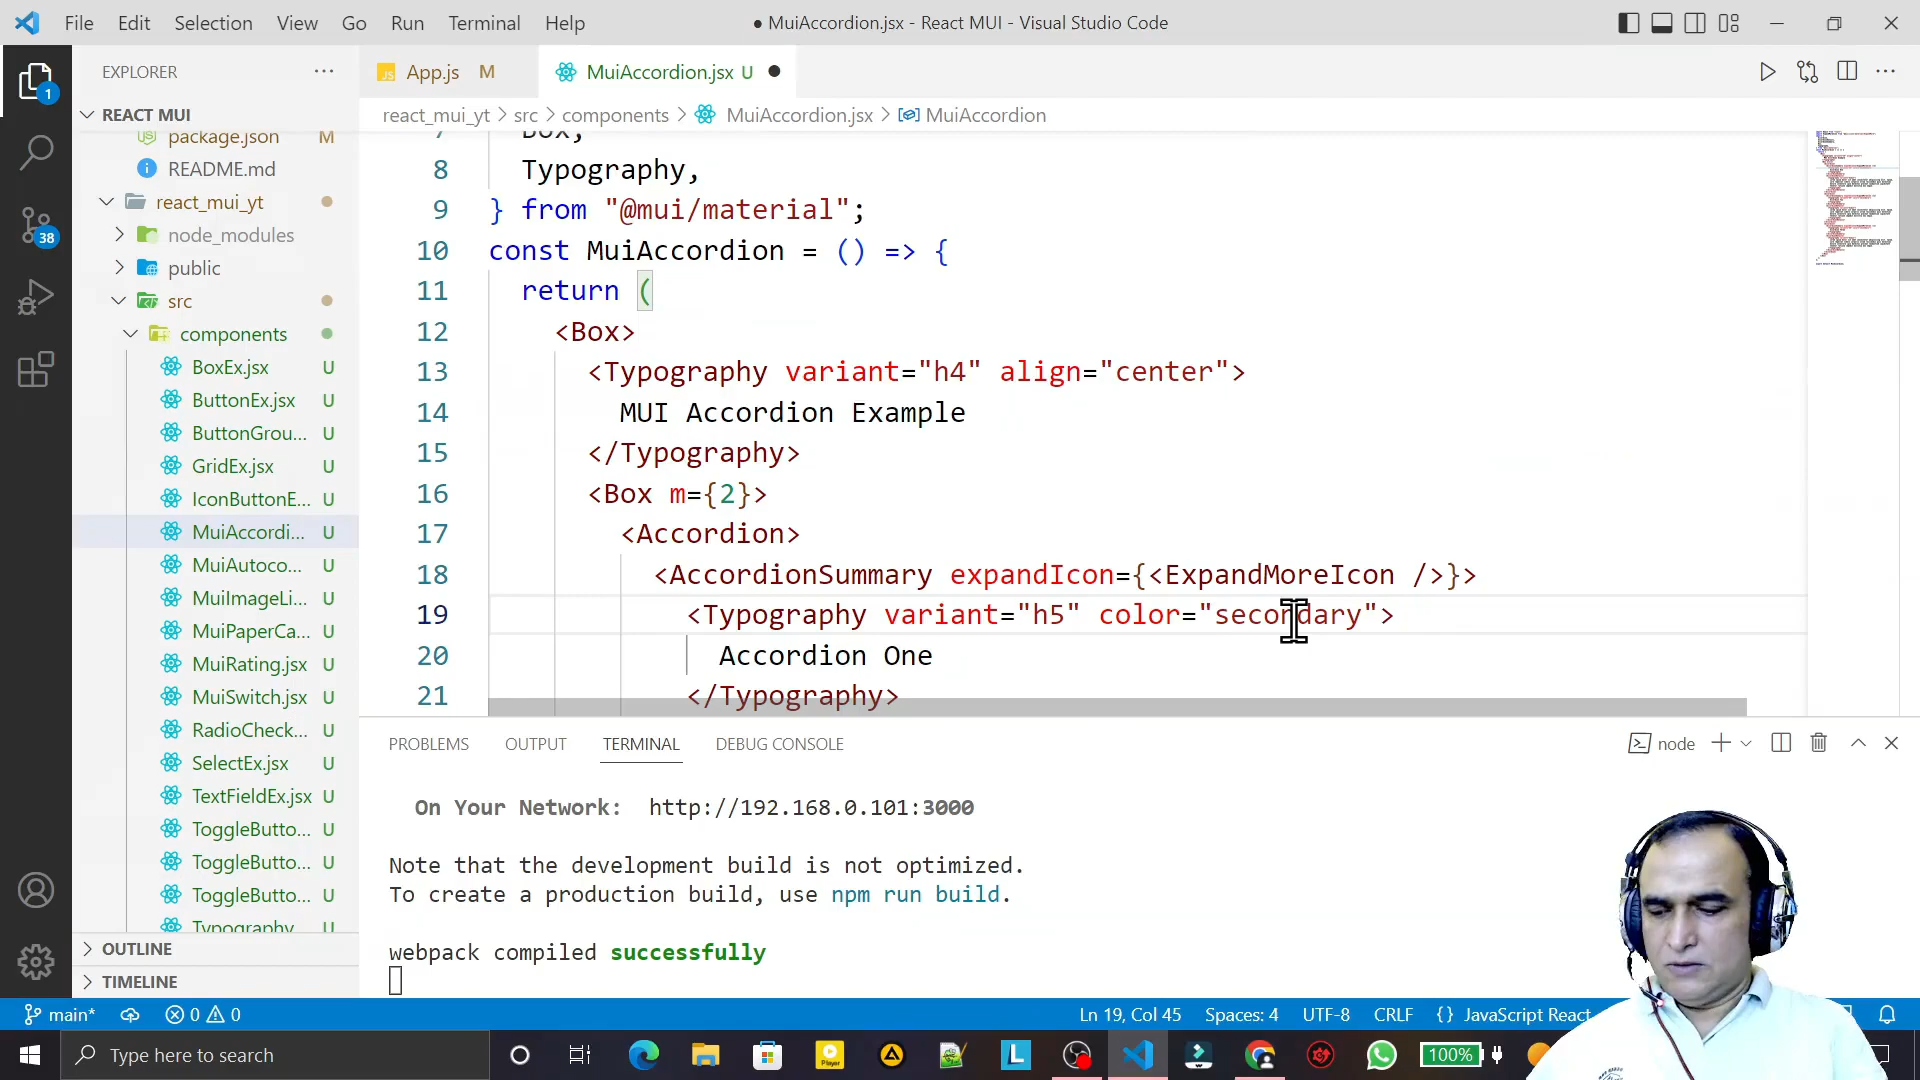 File Edit Selection View Go Run Terminal Help
● MuiAccordion.jsx - React MUI - Visual Studio Code
EXPLORER
REACT MUI
package.json M
README.md
react_mui_yt
node_modules
public
src
components
BoxEx.jsx U
ButtonEx.jsx U
ButtonGrou... U
GridEx.jsx U
IconButtonE... U
MuiAccordi... U
MuiAutoco... U
MuiImageLi... U
MuiPaperCa... U
MuiRating.jsx U
MuiSwitch.jsx U
RadioCheck... U
SelectEx.jsx U
TextFieldEx.jsx U
ToggleButto... U
ToggleButto... U
ToggleButto... U
Typography U
OUTLINE
TIMELINE
1
38
JS App.js M
MuiAccordion.jsx U ●
react_mui_yt > src > components > MuiAccordion.jsx > MuiAccordion
7 Box,
8 Typography,
9 } from "@mui/material";
10 const MuiAccordion = () => {
11 return (
12 <Box>
13 <Typography variant="h4" align="center">
14 MUI Accordion Example
15 </Typography>
16 <Box m={2}>
17 <Accordion>
18 <AccordionSummary expandIcon={<ExpandMoreIcon />}>
19 <Typography variant="h5" color="secondary">
20 Accordion One
21 </Typography>
PROBLEMS OUTPUT TERMINAL DEBUG CONSOLE
node
On Your Network: http://192.168.0.101:3000
Note that the development build is not optimized.
To create a production build, use npm run build.
webpack compiled successfully
main* 0 0 Ln 19, Col 45 Spaces: 4 UTF-8 CRLF {} JavaScript React
Type here to search
Player
L
100%